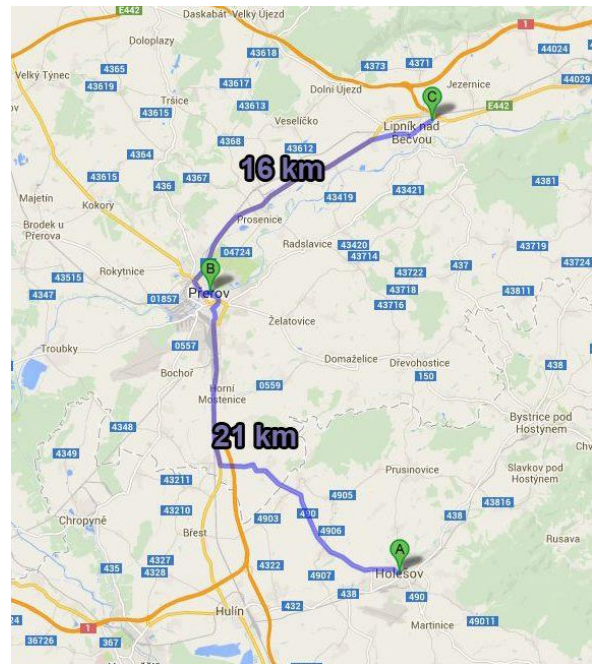 E442
Daskabát
Velký Újezd
1
Doloplazy
43618
4373
4371
44024
Velký Týnec
4365
43617
Dolní Újezd
Jezernice
44029
43619
43615
Tršice
43613
Veselíčko
C
E442
Lipník nad
Bečvou
4364
4368
43612
16 km
43615
436
4367
43421
4381
Majetín
Kokory
43419
Brodek u
Přerova
Prosenice
04724
Radslavice
43420
43719
Rokytnice
B
43714
437
43724
43515
43722
4347
01857
Přerov
43718
43811
43716
1
Troubky
0557
Želatovice
Bochoř
Domaželice
Dřevohostice
438
150
Horní
Moštěnice
0559
Bystřice pod
Hostýnem
4348
21 km
4349
Prusinovice
Slavkov pod
Hostýnem
43211
4905
43210
490
43816
Chropyně
4903
438
Břest
4906
Rusava
4327
4322
A
435
4328
4907
Holešov
438
490
Hulín
432
49011
1
Martinice
36726
367